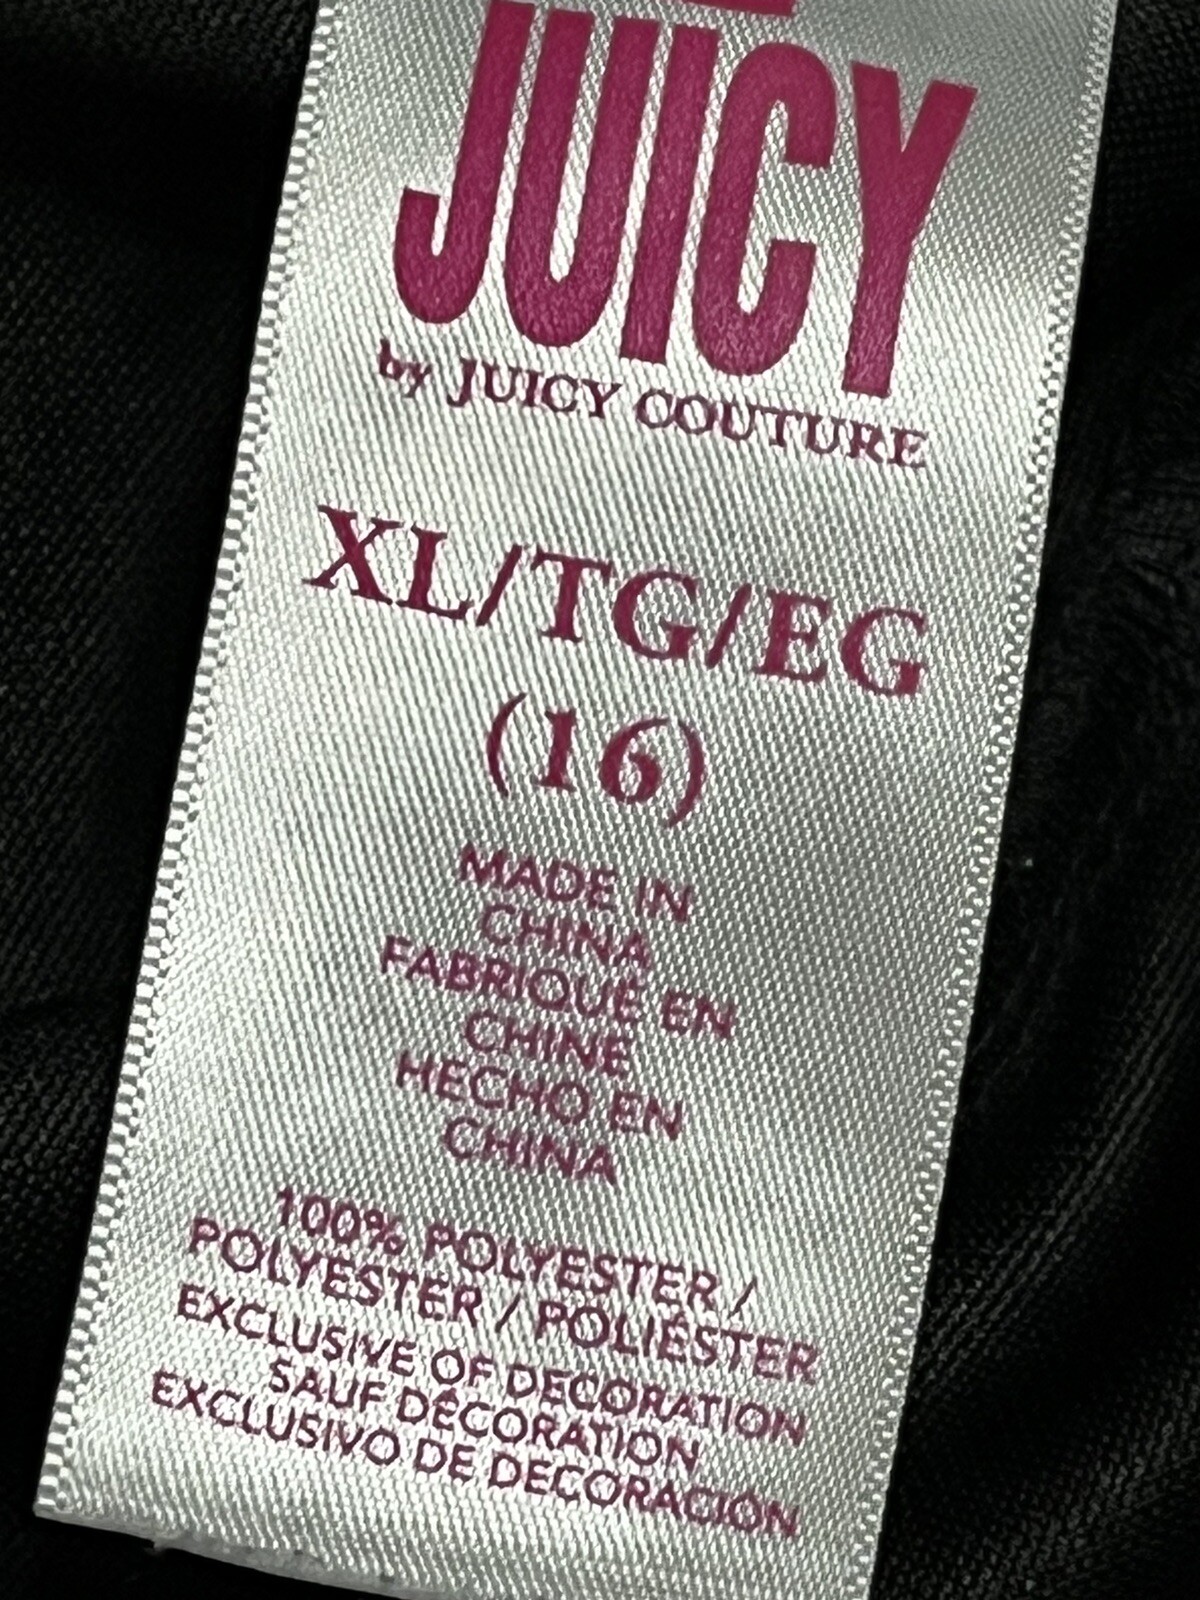 JUICY
by JUICY COUTURE
XL/TG/EG
(16)
MADE IN
CHINA
FABRIQUÉ EN
CHINE
HECHO EN
CHINA
100% POLYESTER /
POLYESTER / POLIÉSTER
EXCLUSIVE OF DECORATION
SAUF DÉCORATION
EXCLUSIVO DE DECORACIÓN